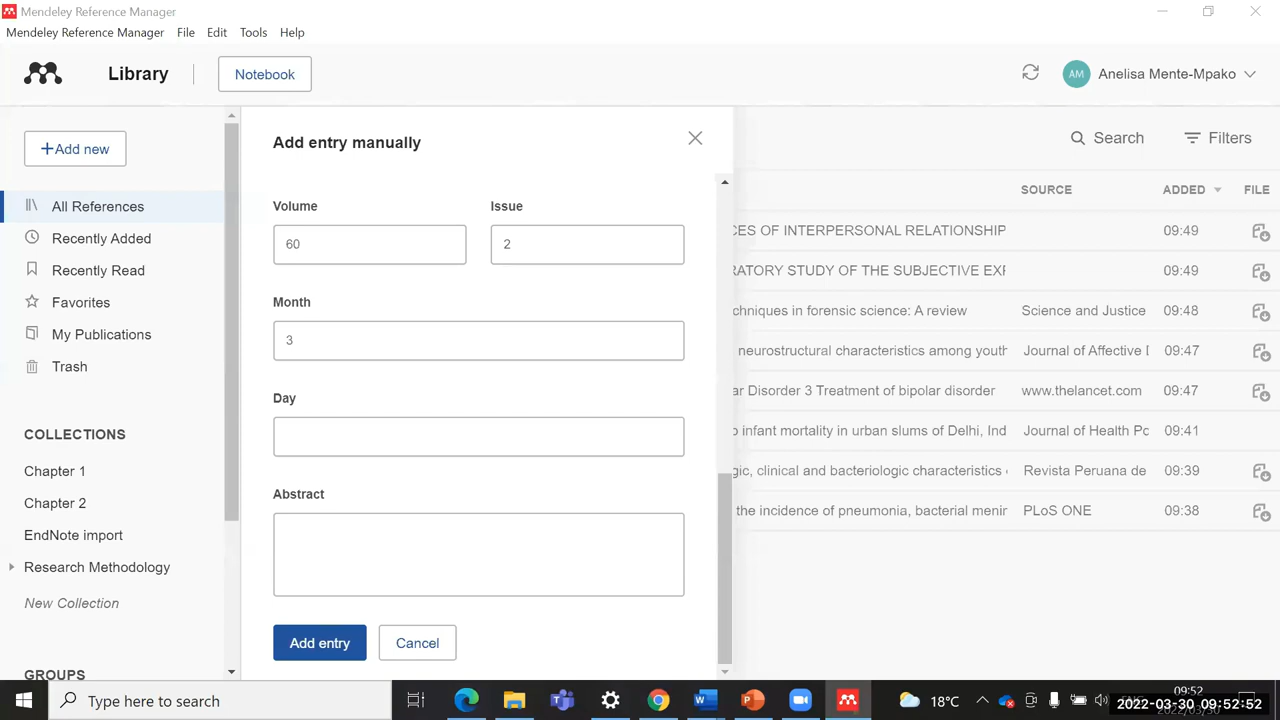 Mendeley Reference Manager
Mendeley Reference Manager File Edit Tools Help
Library Notebook
AM Anelisa Mente-Mpako
+Add new
All References
Recently Added
Recently Read
Favorites
My Publications
Trash
COLLECTIONS
Chapter 1
Chapter 2
EndNote import
Research Methodology
New Collection
GROUPS
Add entry manually
Volume Issue
60 2
Month
3
Day
Abstract
Add entry Cancel
Search Filters
SOURCE ADDED FILE
CES OF INTERPERSONAL RELATIONSHIP 09:49
RATORY STUDY OF THE SUBJECTIVE EXF 09:49
chniques in forensic science: A review Science and Justice 09:48
neurostructural characteristics among youth Journal of Affective 09:47
ar Disorder 3 Treatment of bipolar disorder www.thelancet.com 09:47
o infant mortality in urban slums of Delhi, Ind Journal of Health Pc 09:41
gic, clinical and bacteriologic characteristics Revista Peruana de 09:39
the incidence of pneumonia, bacterial menir PLoS ONE 09:38
Type here to search
18°C
ENG
09:52
2022-03-30 09:52:52
2022/03/30